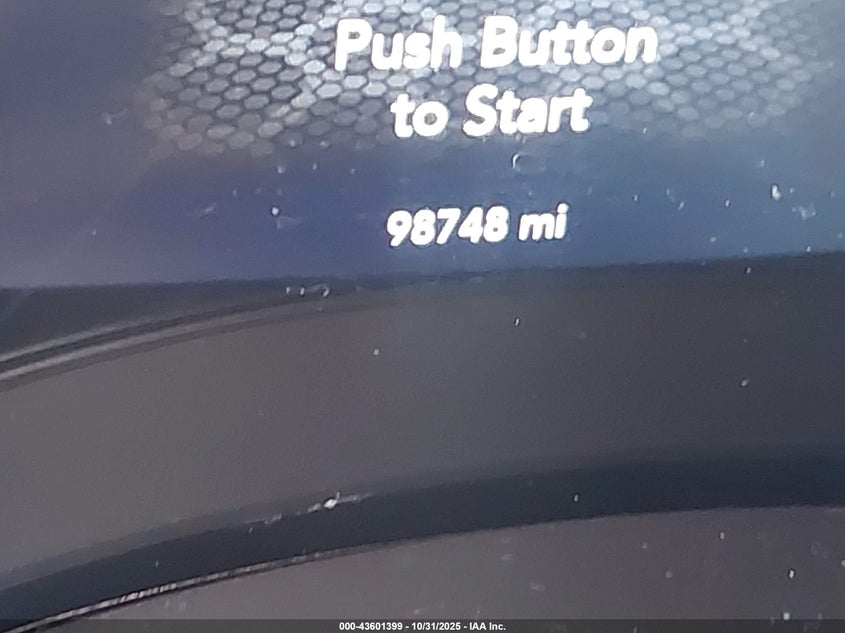 Push Button
to Start
98748 mi
000-43601399 - 10/31/2025 - IAA Inc.